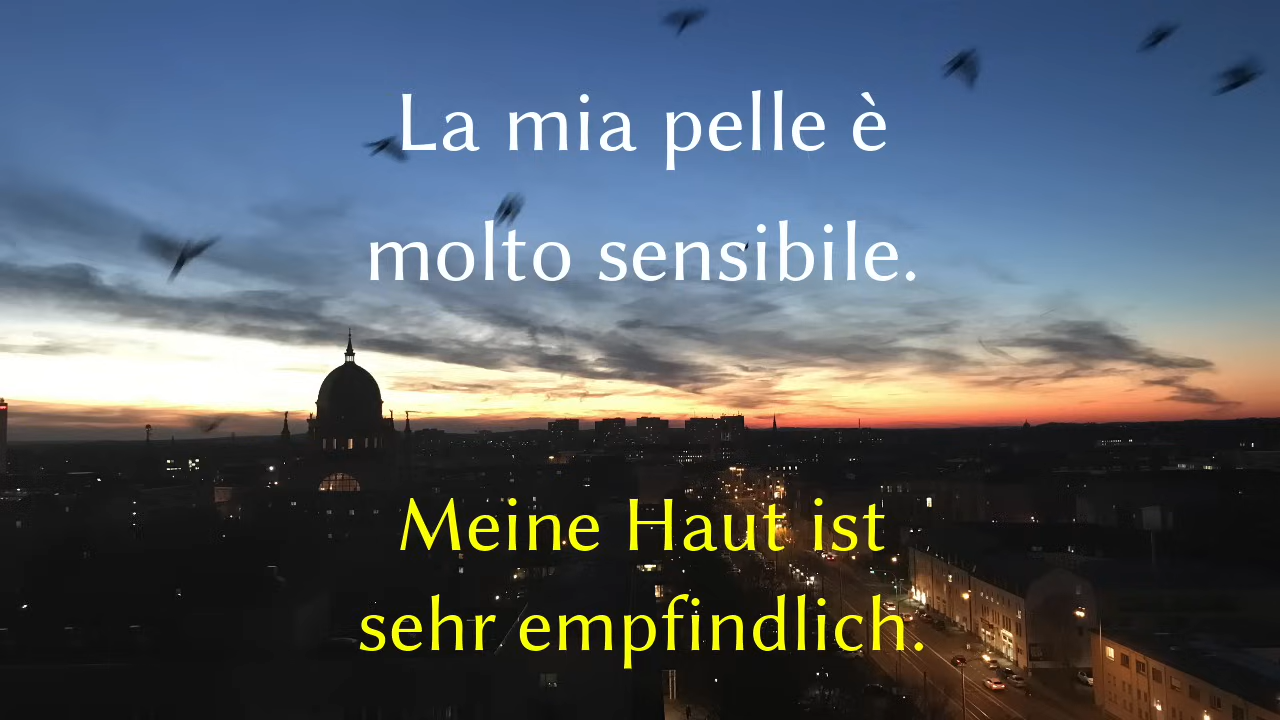 La mia pelle è
molto sensibile.
Meine Haut ist
sehr empfindlich.